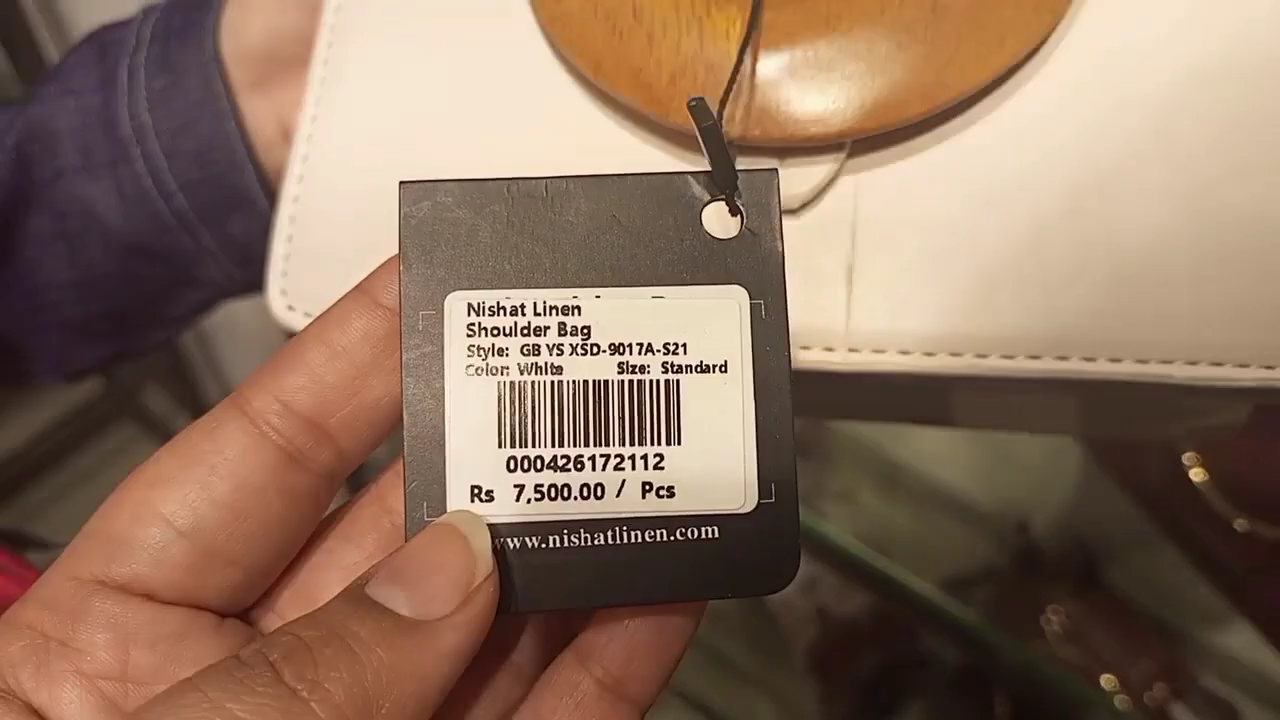 Nishat Linen
Shoulder Bag
Style: GB YS XSD-9017A-S21
Color: White Size: Standard
000426172112
Rs 7,500.00 / Pcs
www.nishatlinen.com